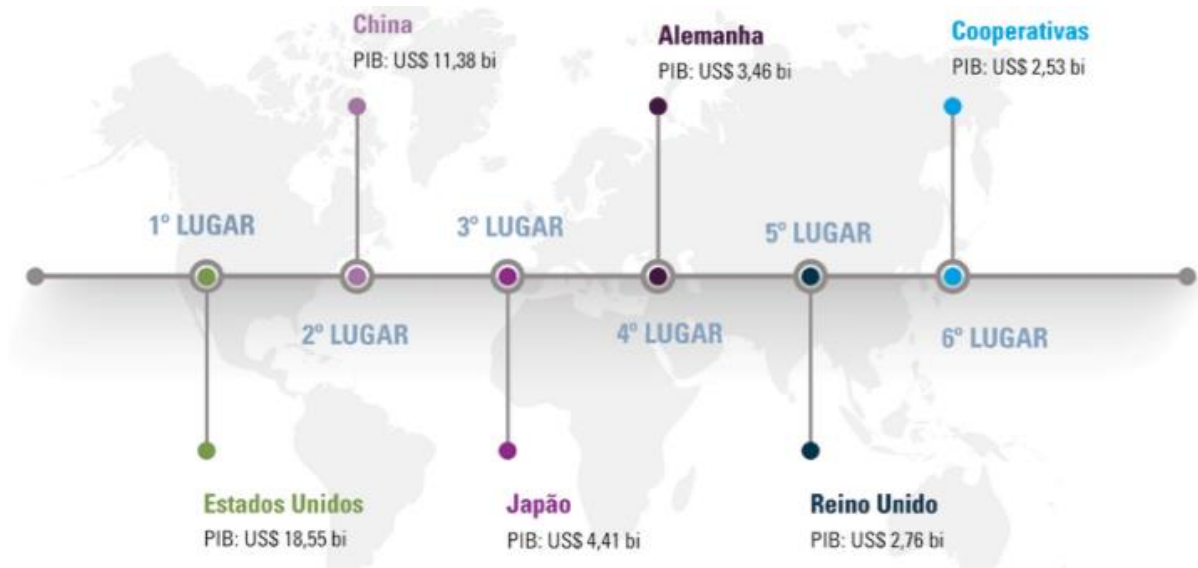 China
PIB: US$ 11,38 bi
Alemanha
PIB: US$ 3,46 bi
Cooperativas
PIB: US$ 2,53 bi
1º LUGAR
3º LUGAR
5º LUGAR
2º LUGAR
4º LUGAR
6º LUGAR
Estados Unidos
PIB: US$ 18,55 bi
Japão
PIB: US$ 4,41 bi
Reino Unido
PIB: US$ 2,76 bi